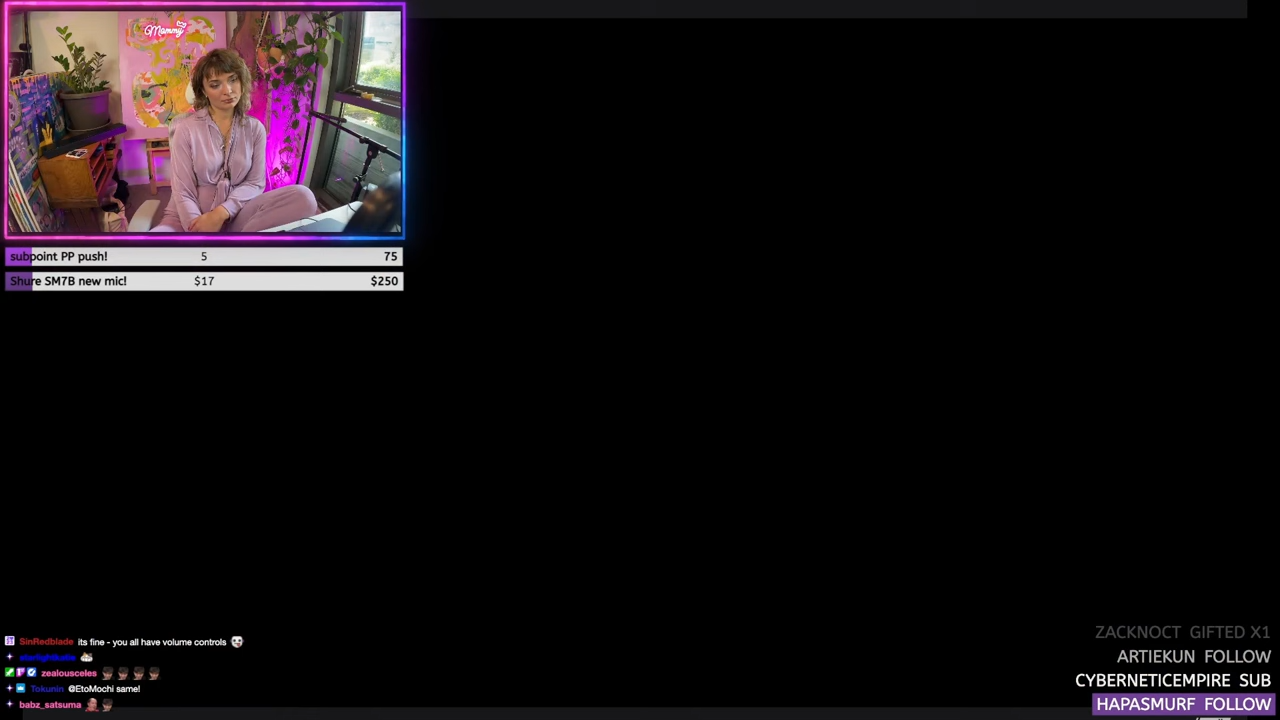 Mommy
subpoint PP push! 5 75
Shure SM7B new mic! $17 $250
SinRedblade its fine - you all have volume controls
zealousceles
Tokunin @EtoMochi same!
babz_satsuma
ZACKNOCT GIFTED X1
ARTIEKUN FOLLOW
CYBERNETICEMPIRE SUB
HAPASMURF FOLLOW